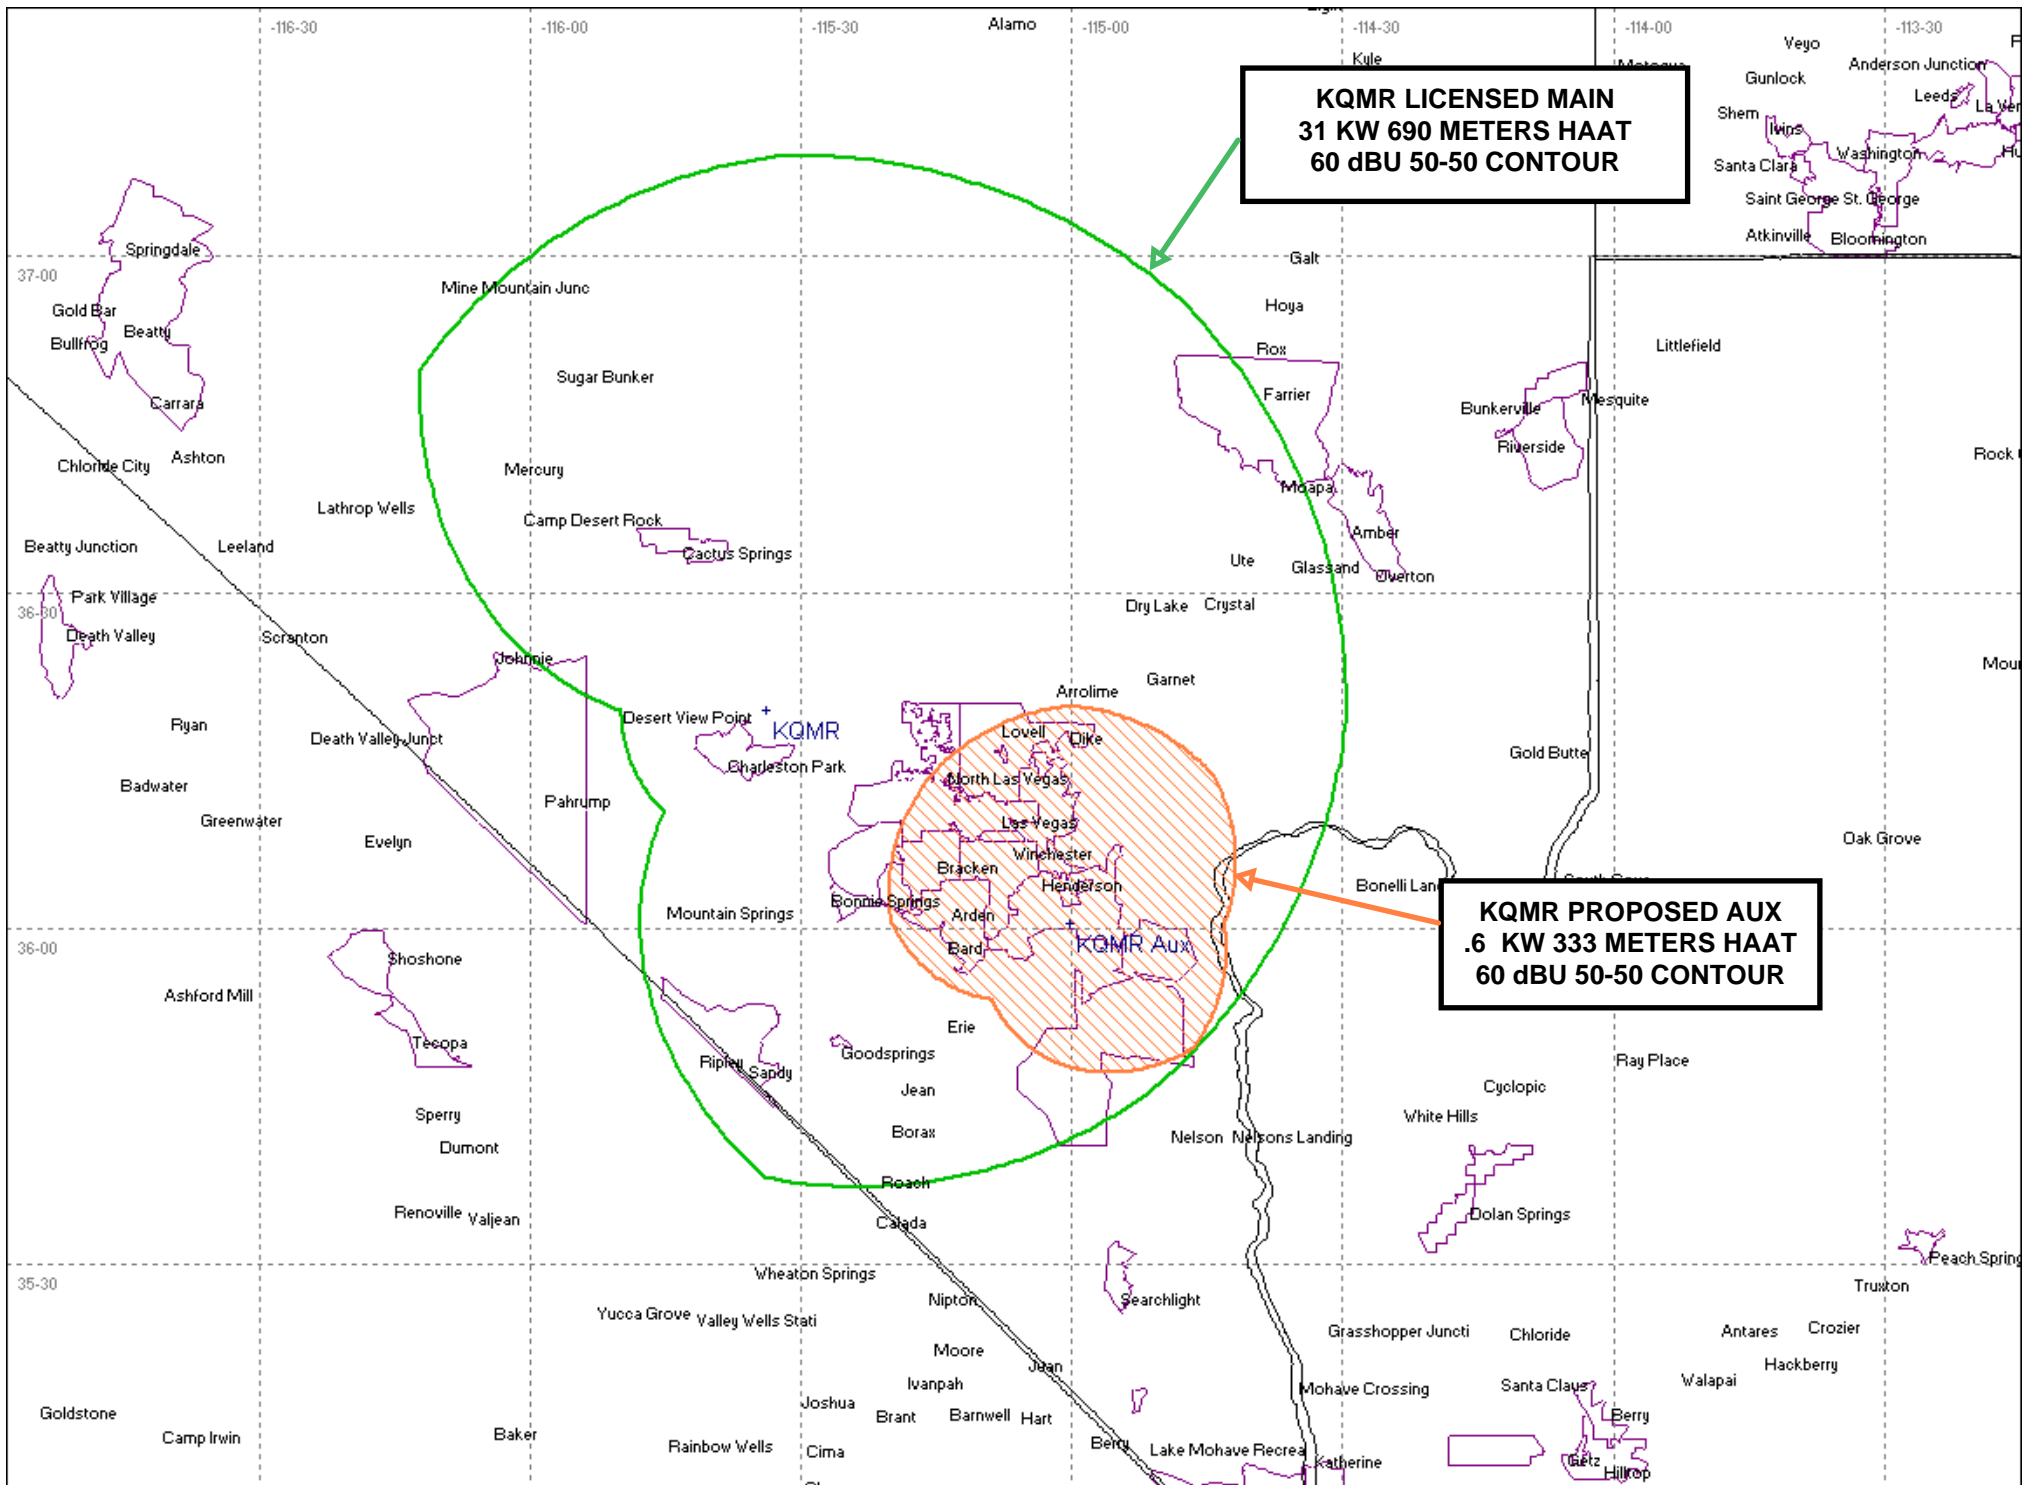 -116-30
-116-00
-115-30
Alamo
-115-00
-114-30
-114-00
-113-30
Kyle
Veyo
Gunlock
Anderson Junction
Leeds
Shem
Ivins
Washington
Santa Clara
Saint George St. George
Atkinville
Bloomington
KQMR LICENSED MAIN
31 KW 690 METERS HAAT
60 dBU 50-50 CONTOUR
Springdale
37-00
Galt
Mine Mountain Junc
Hoya
Gold Bar
Beatty
Bullfrog
Rox
Littlefield
Sugar Bunker
Farrier
Carrara
Bunkerville
Mesquite
Riverside
Ashton
Chloride City
Mercury
Rock
Moapa
Lathrop Wells
Camp Desert Rock
Amber
Beatty Junction
Leeland
Cactus Springs
Ute
Glassand
Overton
Park Village
36-30
Dry Lake
Crystal
Death Valley
Scranton
Johnnie
Garnet
Arrolime
Ryan
Desert View Point
KQMR
Death Valley Junct
Lovell
Dike
Gold Butte
Charleston Park
North Las Vegas
Badwater
Pahrump
Greenwater
Las Vegas
Evelyn
Oak Grove
Winchester
Bracken
Henderson
Bonelli Lan
Bonnie Springs
Mountain Springs
Arden
36-00
Bard
KQMR Aux
KQMR PROPOSED AUX
.6 KW 333 METERS HAAT
60 dBU 50-50 CONTOUR
Shoshone
Ashford Mill
Erie
Tecopa
Goodsprings
Ripley
Sandy
Ray Place
Jean
Cyclopic
Sperry
White Hills
Borax
Nelson
Nelsons Landing
Dumont
Roach
Renoville
Valjean
Calada
Dolan Springs
Peach Spring
35-30
Wheaton Springs
Truxton
Nipton
Searchlight
Yucca Grove
Valley Wells Stati
Grasshopper Juncti
Chloride
Antares
Crozier
Moore
Juan
Hackberry
Ivanpah
Mohave Crossing
Santa Claus
Walapai
Joshua
Goldstone
Brant
Barnwell
Hart
Berry
Camp Irwin
Baker
Rainbow Wells
Cima
Berry
Lake Mohave Recrea
Katherine
Getz
Hilltop